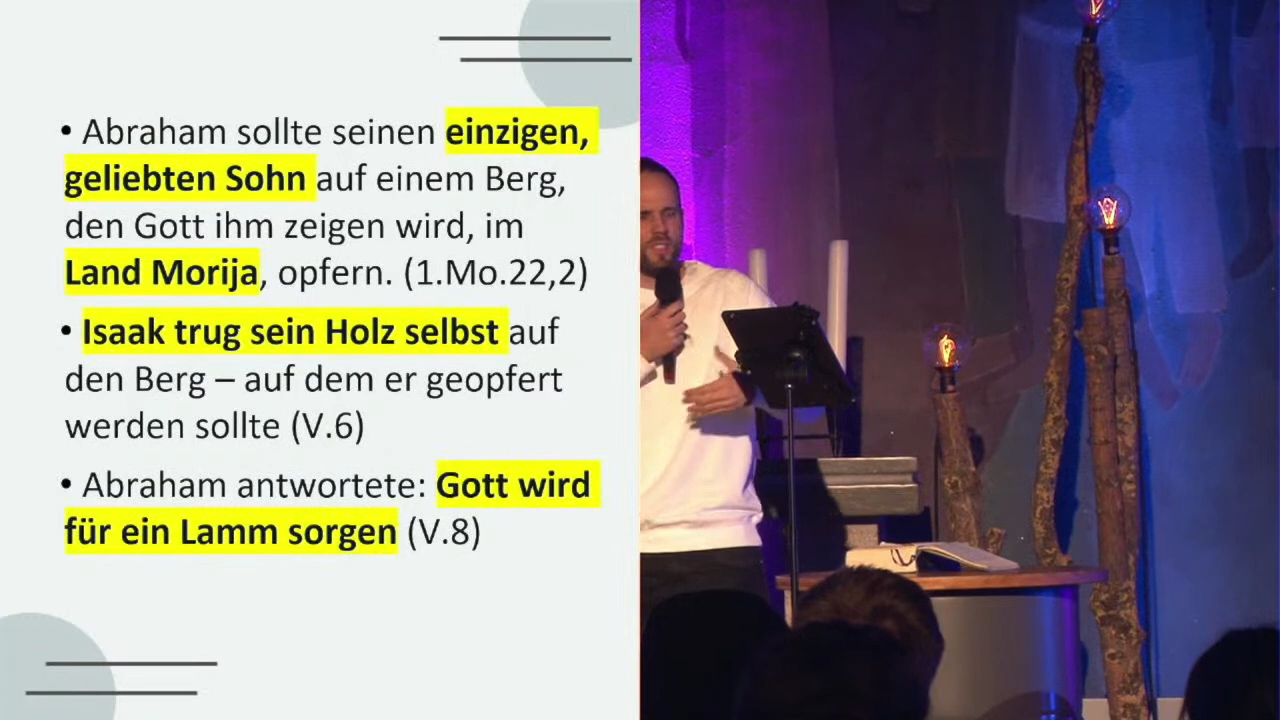 • Abraham sollte seinen einzigen,
geliebten Sohn auf einem Berg,
den Gott ihm zeigen wird, im
Land Morija, opfern. (1.Mo.22,2)
• Isaak trug sein Holz selbst auf
den Berg – auf dem er geopfert
werden sollte (V.6)
• Abraham antwortete: Gott wird
für ein Lamm sorgen (V.8)